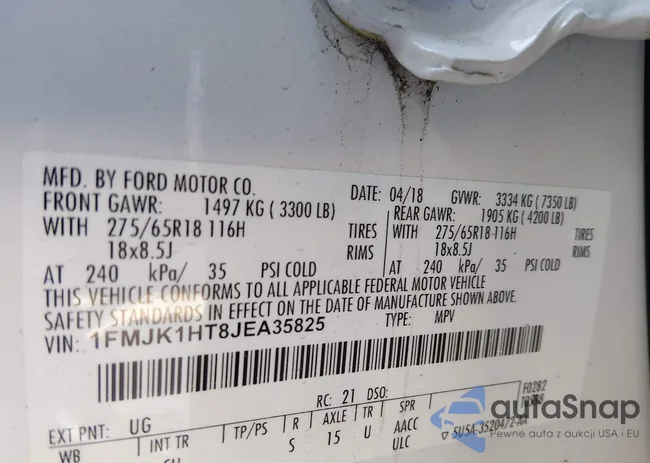 MFD. BY FORD MOTOR CO.
DATE: 04/18 GVWR: 3334 KG ( 7350 LB)
FRONT GAWR: 1497 KG ( 3300 LB) REAR GAWR: 1905 KG ( 4200 LB)
WITH 275/65R18 116H TIRES WITH 275/65R18 116H TIRES
18x8.5J RIMS 18x8.5J RIMS
AT 240 kPa/ 35 PSI COLD AT 240 kPa/ 35 PSI COLD
THIS VEHICLE CONFORMS TO ALL APPLICABLE FEDERAL MOTOR VEHICLE
SAFETY STANDARDS IN EFFECT ON THE DATE OF MANUFACTURE SHOWN ABOVE.
VIN: 1FMJK1HT8JEA35825 TYPE: MPV
F0282
RC: 21 DSO:
EXT PNT: UG
WB INT TR TP/PS R AXLE TR SPR
S 15 U AACC
ULC
autaSnap
Pewne auta z aukcji USA i EU